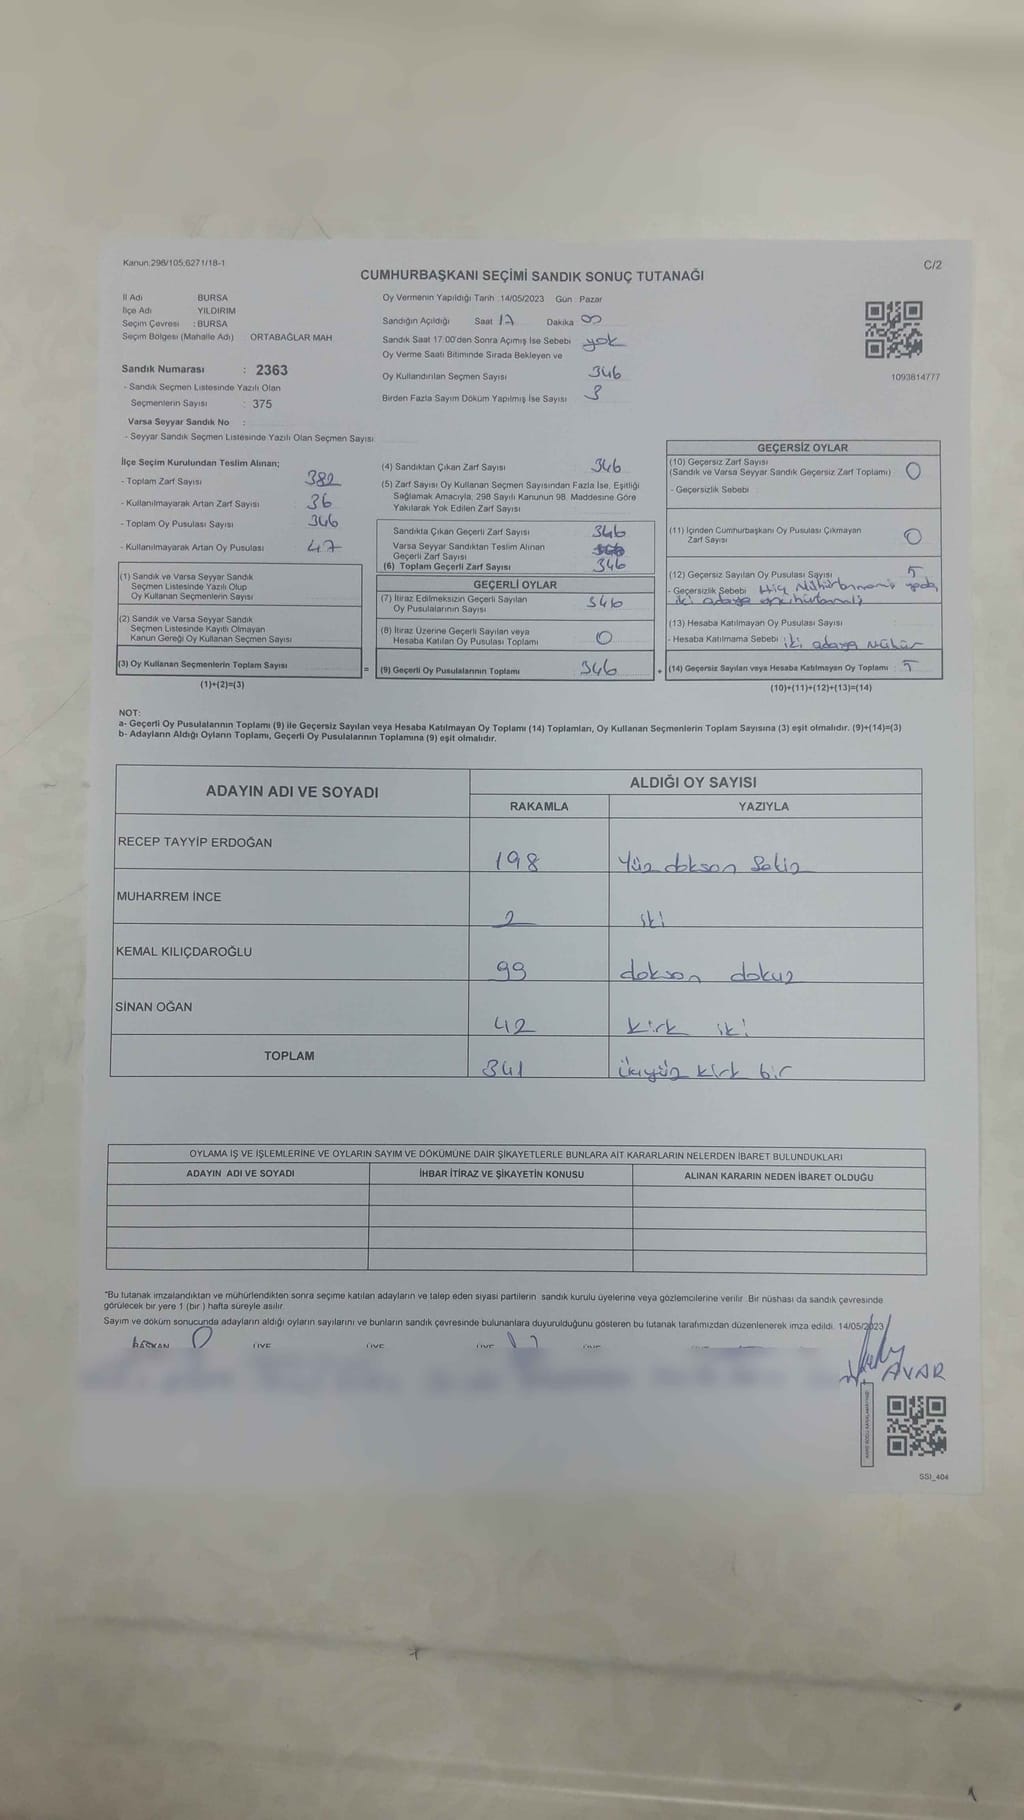 Kanun:298/105;6271/18-1
C/2
CUMHURBAŞKANI SEÇİMİ SANDIK SONUÇ TUTANAĞI
İl Adı BURSA
İlçe Adı YILDIRIM
Seçim Çevresi : BURSA
Seçim Bölgesi (Mahalle Adı) ORTABAĞLAR MAH
Sandık Numarası : 2363
- Sandık Seçmen Listesinde Yazılı Olan
Seçmenlerin Sayısı : 375
Varsa Seyyar Sandık No :
- Seyyar Sandık Seçmen Listesinde Yazılı Olan Seçmen Sayısı
Oy Vermenin Yapıldığı Tarih :14/05/2023 Gün : Pazar
Sandığın Açıldığı Saat 17 Dakika 00
Sandık Saat 17:00'den Sonra Açımış İse Sebebi yok
Oy Verme Saati Bitiminde Sırada Bekleyen ve
Oy Kullandırılan Seçmen Sayısı 346
Birden Fazla Sayım Döküm Yapılmış İse Sayısı 3
1093814777
İlçe Seçim Kurulundan Teslim Alınan;
- Toplam Zarf Sayısı 382
- Kullanılmayarak Artan Zarf Sayısı 36
- Toplam Oy Pusulası Sayısı 346
- Kullanılmayarak Artan Oy Pusulası 47
(1) Sandık ve Varsa Seyyar Sandık
Seçmen Listesinde Yazılı Olup
Oy Kullanan Seçmenlerin Sayısı
(2) Sandık ve Varsa Seyyar Sandık
Seçmen Listesinde Kayıtlı Olmayan
Kanun Gereği Oy Kullanan Seçmen Sayısı
(3) Oy Kullanan Seçmenlerin Toplam Sayısı
(1)+(2)=(3)
=
(4) Sandıktan Çıkan Zarf Sayısı 346
(5) Zarf Sayısı Oy Kullanan Seçmen Sayısından Fazla İse, Eşitliği
Sağlamak Amacıyla, 298 Sayılı Kanunun 98. Maddesine Göre
Yakılarak Yok Edilen Zarf Sayısı
Sandıkta Çıkan Geçerli Zarf Sayısı 346
Varsa Seyyar Sandıktan Teslim Alınan
Geçerli Zarf Sayısı
(6) Toplam Geçerli Zarf Sayısı 346
GEÇERLİ OYLAR
(7) İtiraz Edilmeksizin Geçerli Sayılan
Oy Pusulalarının Sayısı 346
(8) İtiraz Üzerine Geçerli Sayılan veya
Hesaba Katılan Oy Pusulası Toplamı 0
(9) Geçerli Oy Pusulalarının Toplamı 346
+
GEÇERSİZ OYLAR
(10) Geçersiz Zarf Sayısı
(Sandık ve Varsa Seyyar Sandık Geçersiz Zarf Toplamı) 0
- Geçersizlik Sebebi
(11) İçinden Cumhurbaşkanı Oy Pusulası Çıkmayan
Zarf Sayısı 0
(12) Geçersiz Sayılan Oy Pusulası Sayısı 5
- Geçersizlik Sebebi Hiç
iki adaya
(13) Hesaba Katılmayan Oy Pusulası Sayısı
- Hesaba Katılmama Sebebi : iki adaya mühür
(14) Geçersiz Sayılan veya Hesaba Katılmayan Oy Toplamı : 5
(10)+(11)+(12)+(13)=(14)
NOT:
a- Geçerli Oy Pusulalarının Toplamı (9) ile Geçersiz Sayılan veya Hesaba Katılmayan Oy Toplamı (14) Toplamları, Oy Kullanan Seçmenlerin Toplam Sayısına (3) eşit olmalıdır. (9)+(14)=(3)
b- Adayların Aldığı Oyların Toplamı, Geçerli Oy Pusulalarının Toplamına (9) eşit olmalıdır.
ADAYIN ADI VE SOYADI
ALDIĞI OY SAYISI
RAKAMLA YAZIYLA
RECEP TAYYİP ERDOĞAN 198 Yüz dokson Sekiz
MUHARREM İNCE 2 iki
KEMAL KILIÇDAROĞLU 99 dokson dokuz
SİNAN OĞAN 42 kirk iki
TOPLAM 341 kirk bir
OYLAMA İŞ VE İŞLEMLERİNE VE OYLARIN SAYIM VE DÖKÜMÜNE DAİR ŞİKAYETLERLE BUNLARA AİT KARARLARIN NELERDEN İBARET BULUNDUKLARI
ADAYIN ADI VE SOYADI İHBAR İTİRAZ VE ŞİKAYETİN KONUSU ALINAN KARARIN NEDEN İBARET OLDUĞU
*Bu tutanak imzalandıktan ve mühürlendikten sonra seçime katılan adayların ve talep eden siyasi partilerin sandık kurulu üyelerine veya gözlemcilerine verilir. Bir nüshası da sandık çevresinde
görülecek bir yere 1 (bir ) hafta süreyle asılır.
Sayım ve döküm sonucunda adayların aldığı oyların sayılarını ve bunların sandık çevresinde bulunanlara duyurulduğunu gösteren bu tutanak tarafımızdan düzenlenerek imza edildi. 14/05/2023
BAŞKAN ÜYE ÜYE ÜYE ÜYE
AVAR
SSI_404